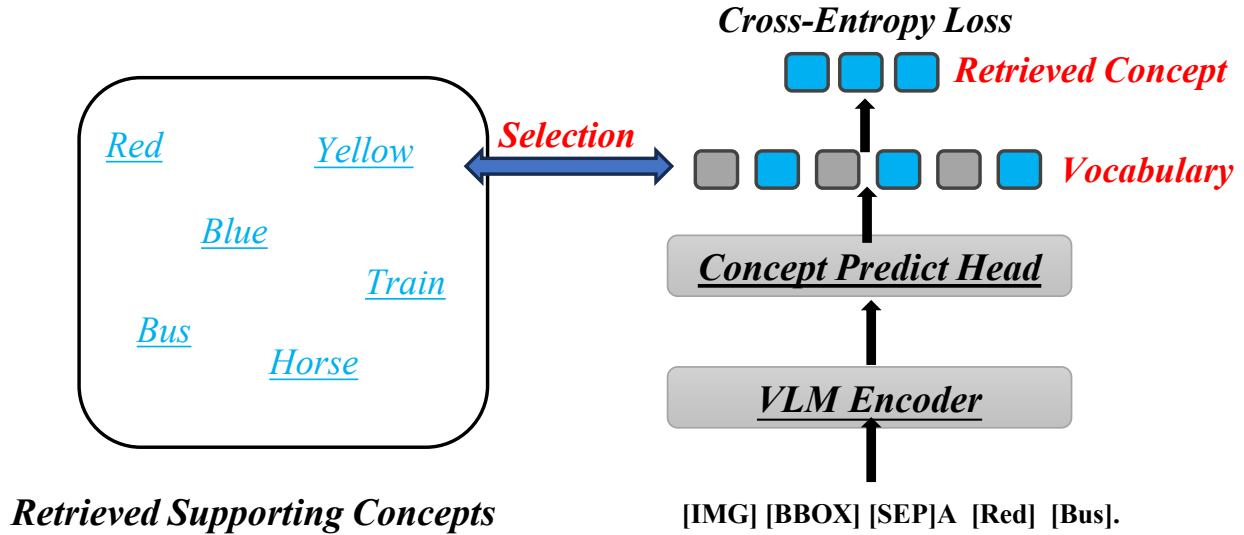 Cross-Entropy Loss
Retrieved Concept
Red
Yellow
Selection
Vocabulary
Blue
Concept Predict Head
Train
Bus
Horse
VLM Encoder
Retrieved Supporting Concepts
[IMG] [BBOX] [SEP]A [Red] [Bus].